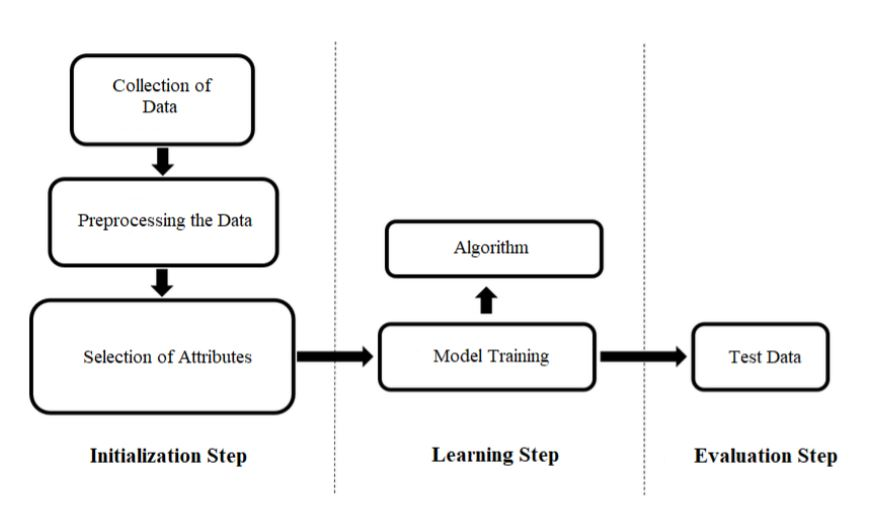 Collection of
Data
Preprocessing the Data
Selection of Attributes
Initialization Step
Algorithm
Model Training
Learning Step
Test Data
Evaluation Step